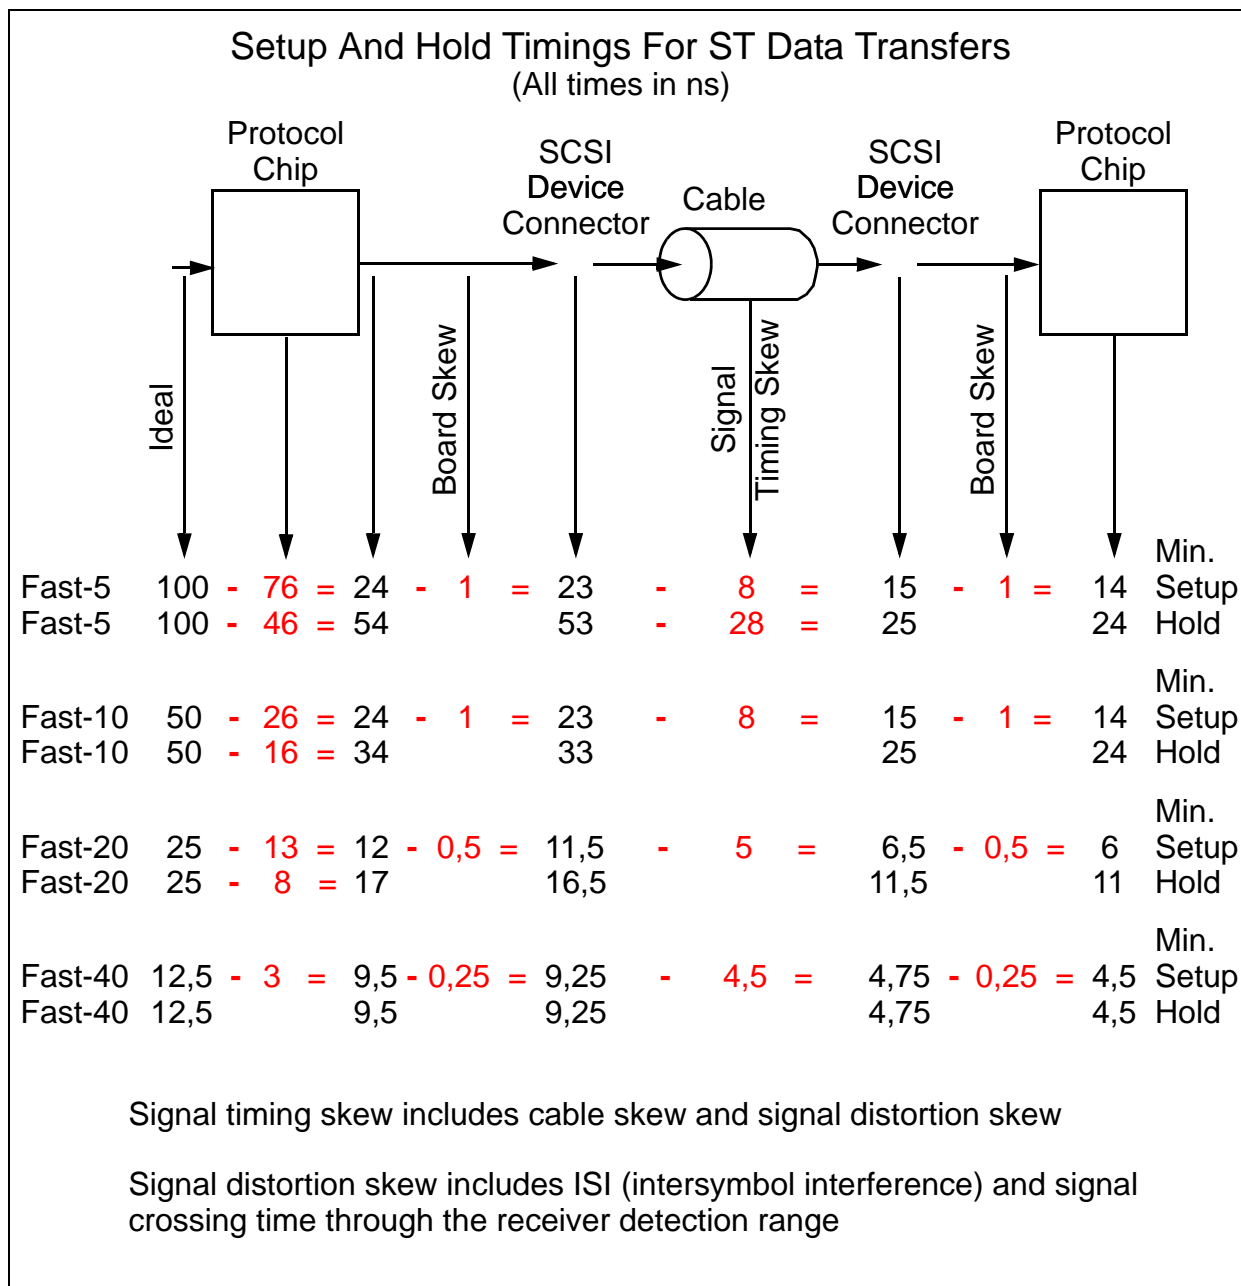 Setup And Hold Timings For ST Data Transfers
(All times in ns)
Protocol
Chip
SCSI
Device
Connector
Cable
SCSI
Device
Connector
Protocol
Chip
Ideal
Board Skew
Signal
Timing Skew
Board Skew
Min.
Fast-5 100 - 76 = 24 - 1 = 23 - 8 = 15 - 1 = 14 Setup
Fast-5 100 - 46 = 54 53 - 28 = 25 24 Hold
Min.
Fast-10 50 - 26 = 24 - 1 = 23 - 8 = 15 - 1 = 14 Setup
Fast-10 50 - 16 = 34 33 25 24 Hold
Min.
Fast-20 25 - 13 = 12 - 0,5 = 11,5 - 5 = 6,5 - 0,5 = 6 Setup
Fast-20 25 - 8 = 17 16,5 11,5 11 Hold
Min.
Fast-40 12,5 - 3 = 9,5 - 0,25 = 9,25 - 4,5 = 4,75 - 0,25 = 4,5 Setup
Fast-40 12,5 9,5 9,25 4,75 4,5 Hold
Signal timing skew includes cable skew and signal distortion skew
Signal distortion skew includes ISI (intersymbol interference) and signal
crossing time through the receiver detection range